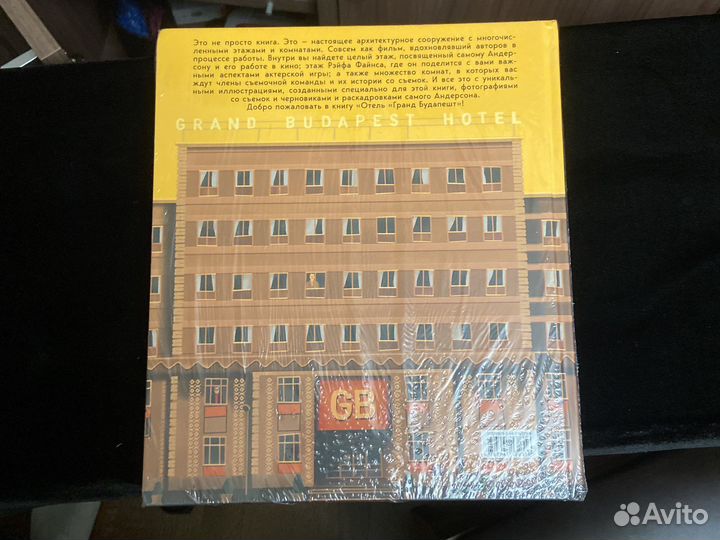 Это не просто книга. Это – настоящее архитектурное сооружение с многочис-
ленными этажами и комнатами. Совсем как фильм, вдохновлявший авторов в
процессе работы. Внутри вы найдете целый этаж, посвященный самому Андер-
сону и его работе в кино; этаж Рэйфа Файнса, где он поделится с вами важ-
ными аспектами актерской игры; а также множество комнат, в которых вас
ждут члены съемочной команды и их истории со съемок. И все это с уникаль-
ными иллюстрациями, созданными специально для этой книги, фотографиями
со съемок и черновиками и раскадровками самого Андерсона.
Добро пожаловать в книгу «Отель «Гранд Будапешт»!
GRAND BUDAPEST HOTEL
GB
Avito